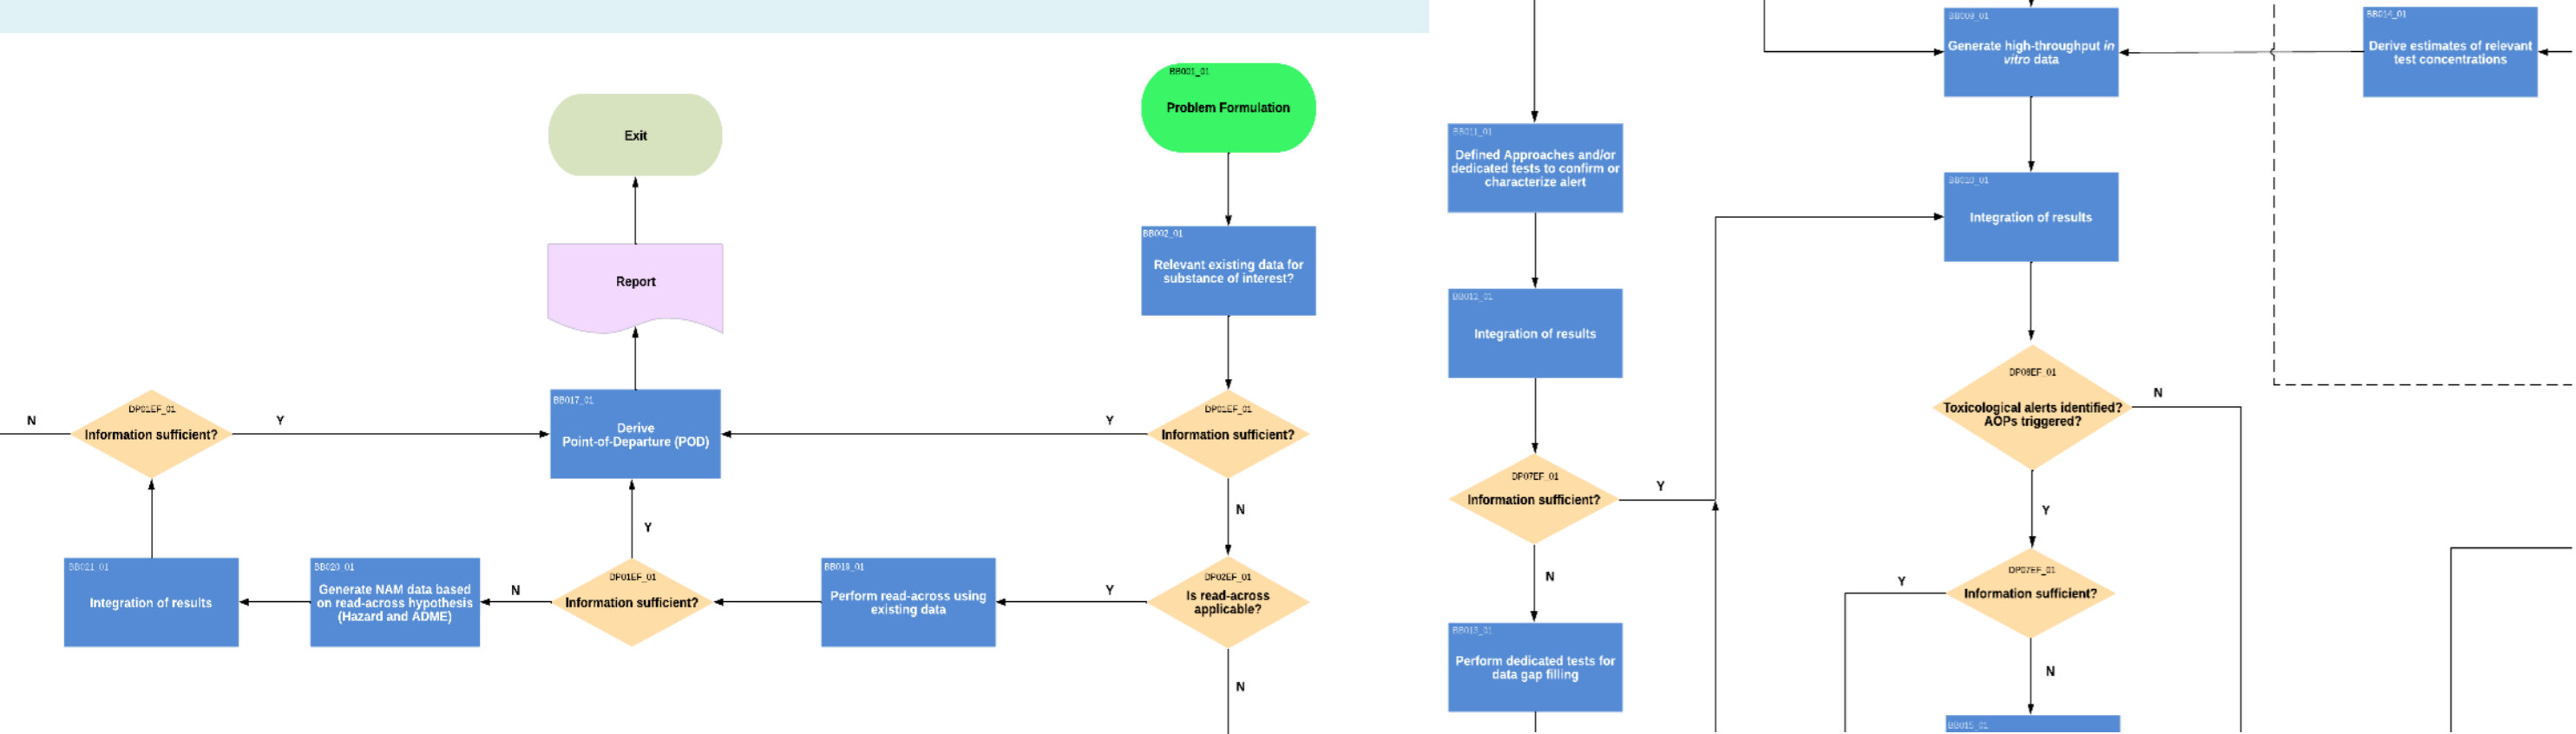 BB001_01
Problem Formulation
Exit
BB002_01
Relevant existing data for
substance of interest?
Report
DP01EF_01
Information sufficient?
N
Y
BB017_01
Derive
Point-of-Departure (POD)
Y
DP01EF_01
Information sufficient?
N
Y
BB021_01
Integration of results
BB020_01
Generate NAM data based
on read-across hypothesis
(Hazard and ADME)
N
DP01EF_01
Information sufficient?
Perform read-across using
existing data
Y
DP02EF_01
Is read-across
applicable?
N
BB009_01
Generate high-throughput in
vitro data
BB014_01
Derive estimates of relevant
test concentrations
BB011_01
Defined Approaches and/or
dedicated tests to confirm or
characterize alert
BB010_01
Integration of results
BB012_01
Integration of results
Toxicological alerts identified?
AOPs triggered?
N
DP07EF_01
Information sufficient?
Y
Y
DP07EF_01
Information sufficient?
Y
N
N
BB013_01
Perform dedicated tests for
data gap filling
BB015_01